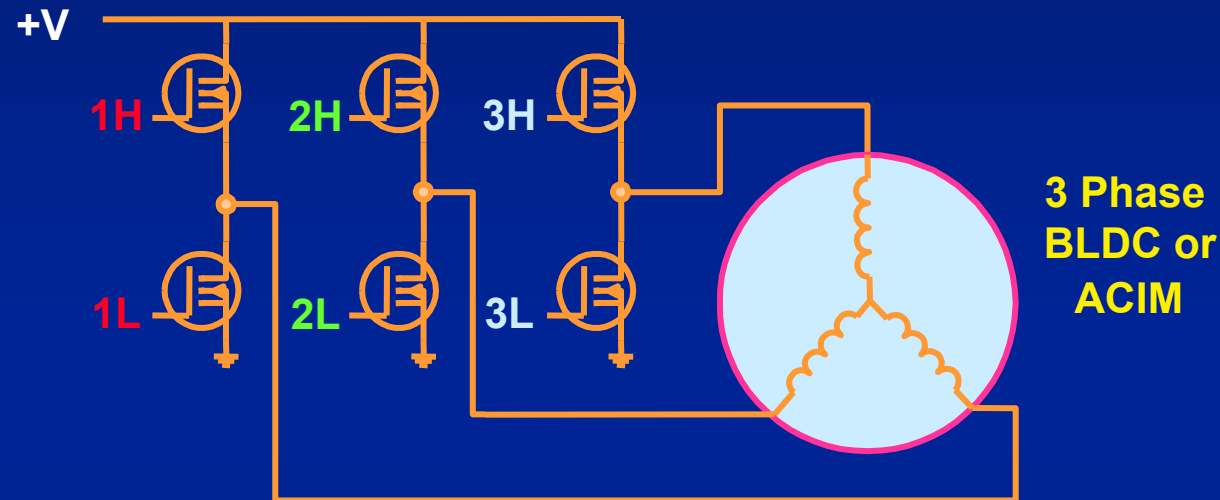 +V
1H
2H
3H
3 Phase
BLDC or
ACIM
1L
2L
3L